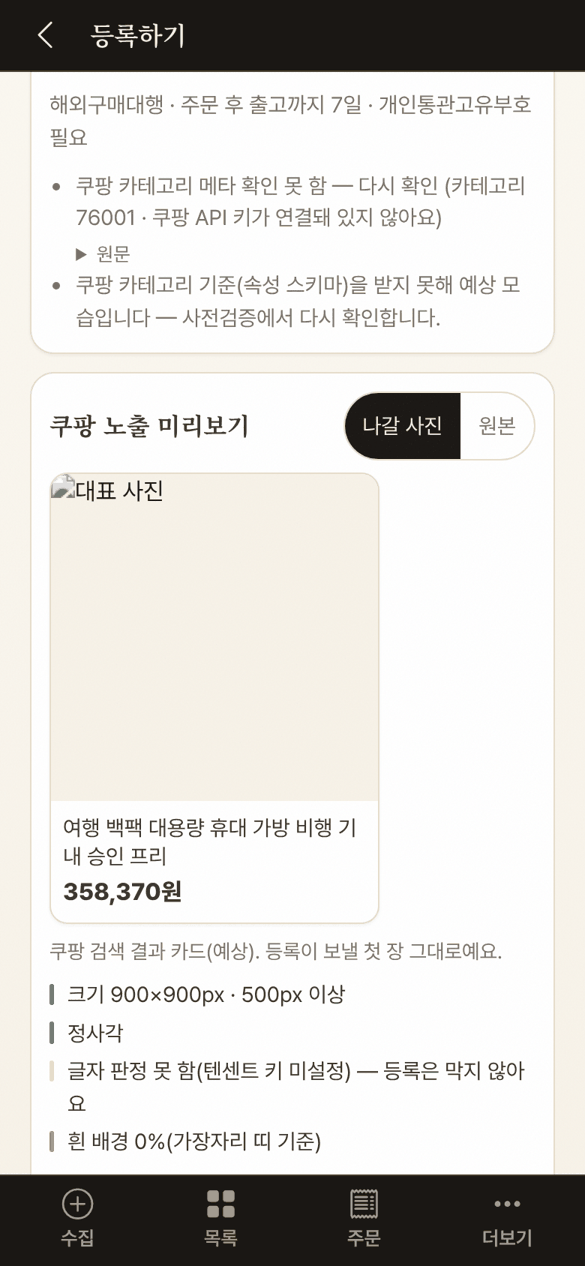 등록하기
해외구매대행 · 주문 후 출고까지 7일 · 개인통관고유부호
필요
• 쿠팡 카테고리 메타 확인 못 함 — 다시 확인 (카테고리
76001 · 쿠팡 API 키가 연결돼 있지 않아요)
▶ 원문
• 쿠팡 카테고리 기준(속성 스키마)을 받지 못해 예상 모
습입니다 — 사전검증에서 다시 확인합니다.
쿠팡 노출 미리보기
나갈 사진
원본
대표 사진
여행 백팩 대용량 휴대 가방 비행 기
내 승인 프리
358,370원
쿠팡 검색 결과 카드(예상). 등록이 보낼 첫 장 그대로예요.
크기 900×900px · 500px 이상
정사각
글자 판정 못 함(텐센트 키 미설정) — 등록은 막지 않아
요
흰 배경 0%(가장자리 띠 기준)
수집
목록
주문
더보기